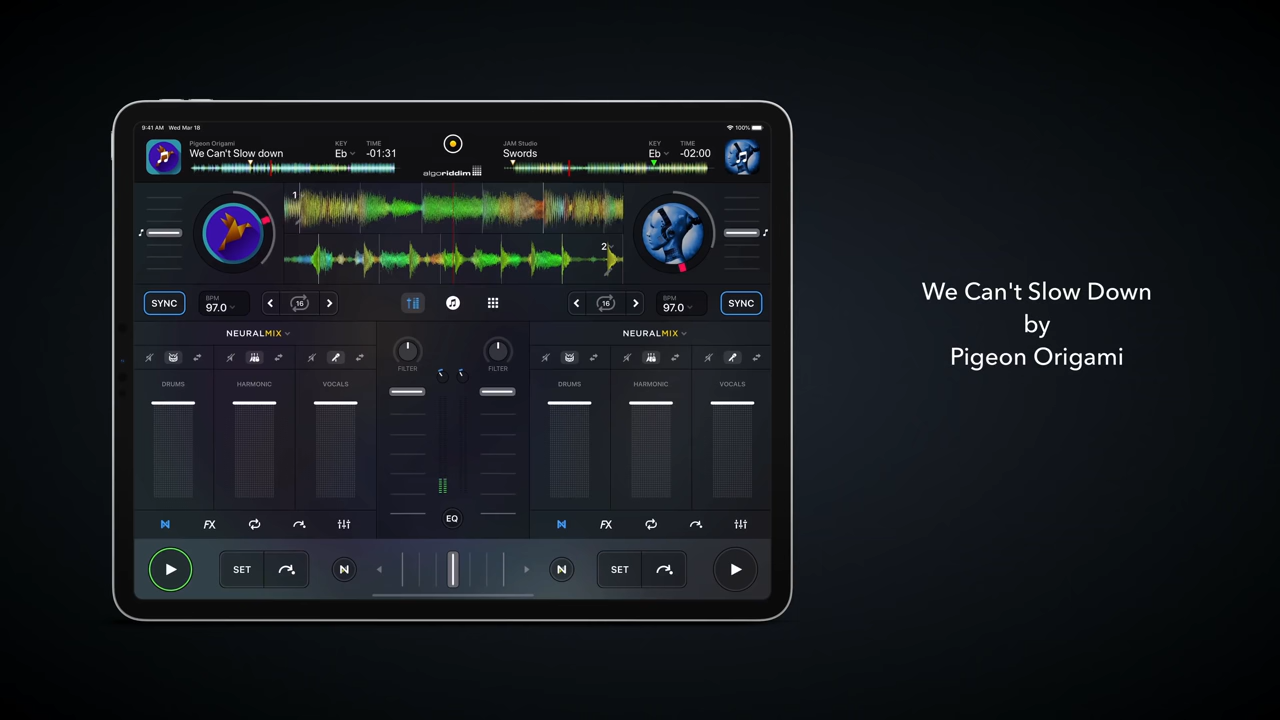 9:41 AM Wed Mar 18
100%
Pigeon Origami
We Can't Slow down
KEY
Eb
TIME
-01:31
algoriddim
JAM Studio
Swords
KEY
Eb
TIME
-02:00
1
2
SYNC
BPM
97.0
16
16
BPM
97.0
SYNC
NEURALMIX
NEURALMIX
FILTER
FILTER
DRUMS
HARMONIC
VOCALS
DRUMS
HARMONIC
VOCALS
FX
EQ
FX
SET
N
N
SET
We Can't Slow Down
by
Pigeon Origami